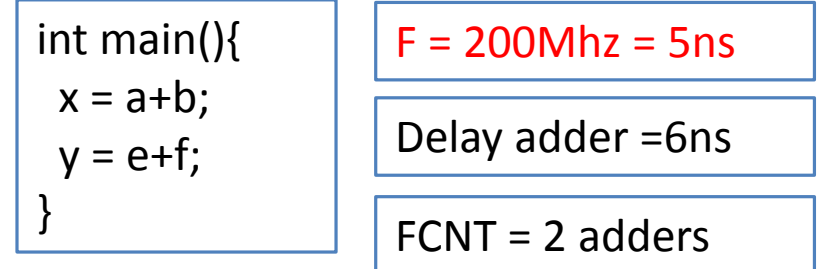 int main(){
x = a+b;
y = e+f;
}
F = 200Mhz = 5ns
Delay adder =6ns
FCNT = 2 adders